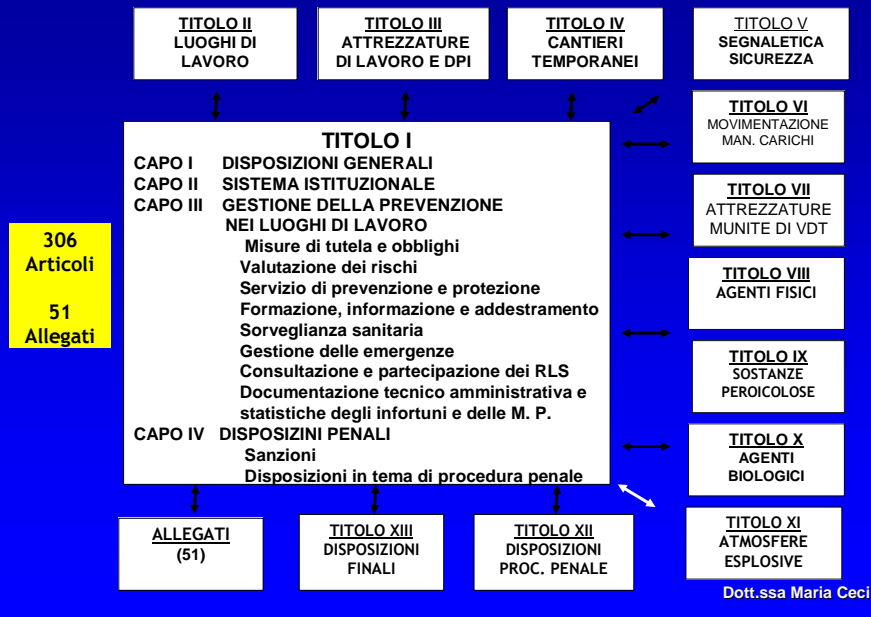 TITOLO II
LUOGHI DI
LAVORO
TITOLO III
ATTREZZATURE
DI LAVORO E DPI
TITOLO IV
CANTIERI
TEMPORANEI
TITOLO V
SEGNALETICA
SICUREZZA
TITOLO VI
MOVIMENTAZIONE
MAN. CARICHI
TITOLO VII
ATTREZZATURE
MUNITE DI VDT
TITOLO VIII
AGENTI FISICI
TITOLO IX
SOSTANZE
PEROICOLOSE
TITOLO X
AGENTI
BIOLOGICI
TITOLO XI
ATMOSFERE
ESPLOSIVE
306
Articoli
51
Allegati
TITOLO I
CAPO I DISPOSIZIONI GENERALI
CAPO II SISTEMA ISTITUZIONALE
CAPO III GESTIONE DELLA PREVENZIONE
NEI LUOGHI DI LAVORO
Misure di tutela e obblighi
Valutazione dei rischi
Servizio di prevenzione e protezione
Formazione, informazione e addestramento
Sorveglianza sanitaria
Gestione delle emergenze
Consultazione e partecipazione dei RLS
Documentazione tecnico amministrativa e
statistiche degli infortuni e delle M. P.
CAPO IV DISPOSIZINI PENALI
Sanzioni
Disposizioni in tema di procedura penale
ALLEGATI
(51)
TITOLO XIII
DISPOSIZIONI
FINALI
TITOLO XII
DISPOSIZIONI
PROC. PENALE
Dott.ssa Maria Ceci